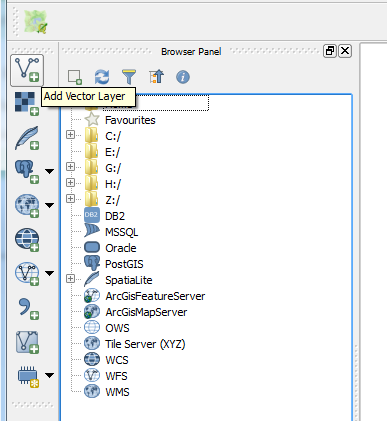 Browser Panel
Add Vector Layer
Favourites
C:/
E:/
G:/
H:/
Z:/
DB2 DB2
MSSQL
Oracle
PostGIS
SpatiaLite
ArcGisFeatureServer
ArcGisMapServer
OWS
Tile Server (XYZ)
WCS
WFS
WMS